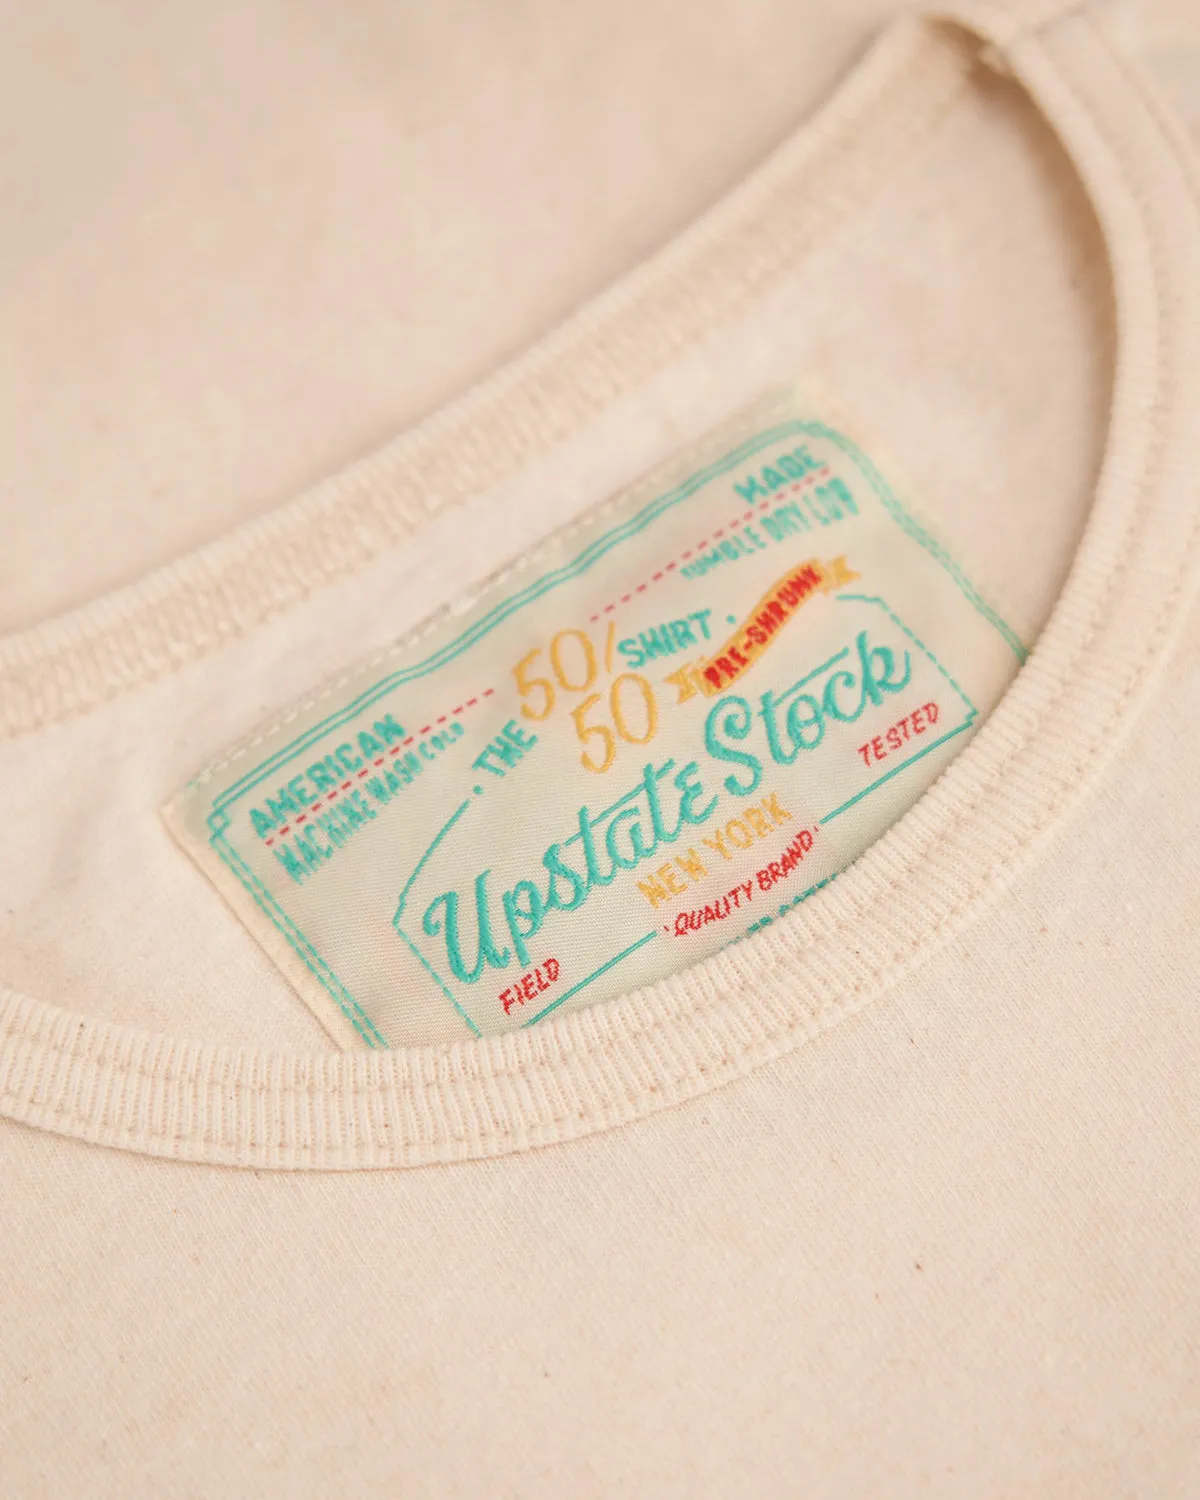 AMERICAN MADE
MACHINE WASH COLD TUMBLE DRY LOW
· THE 50/50 SHIRT ·
PRE-SHRUNK
Upstate Stock
NEW YORK
FIELD TESTED
· QUALITY BRAND ·